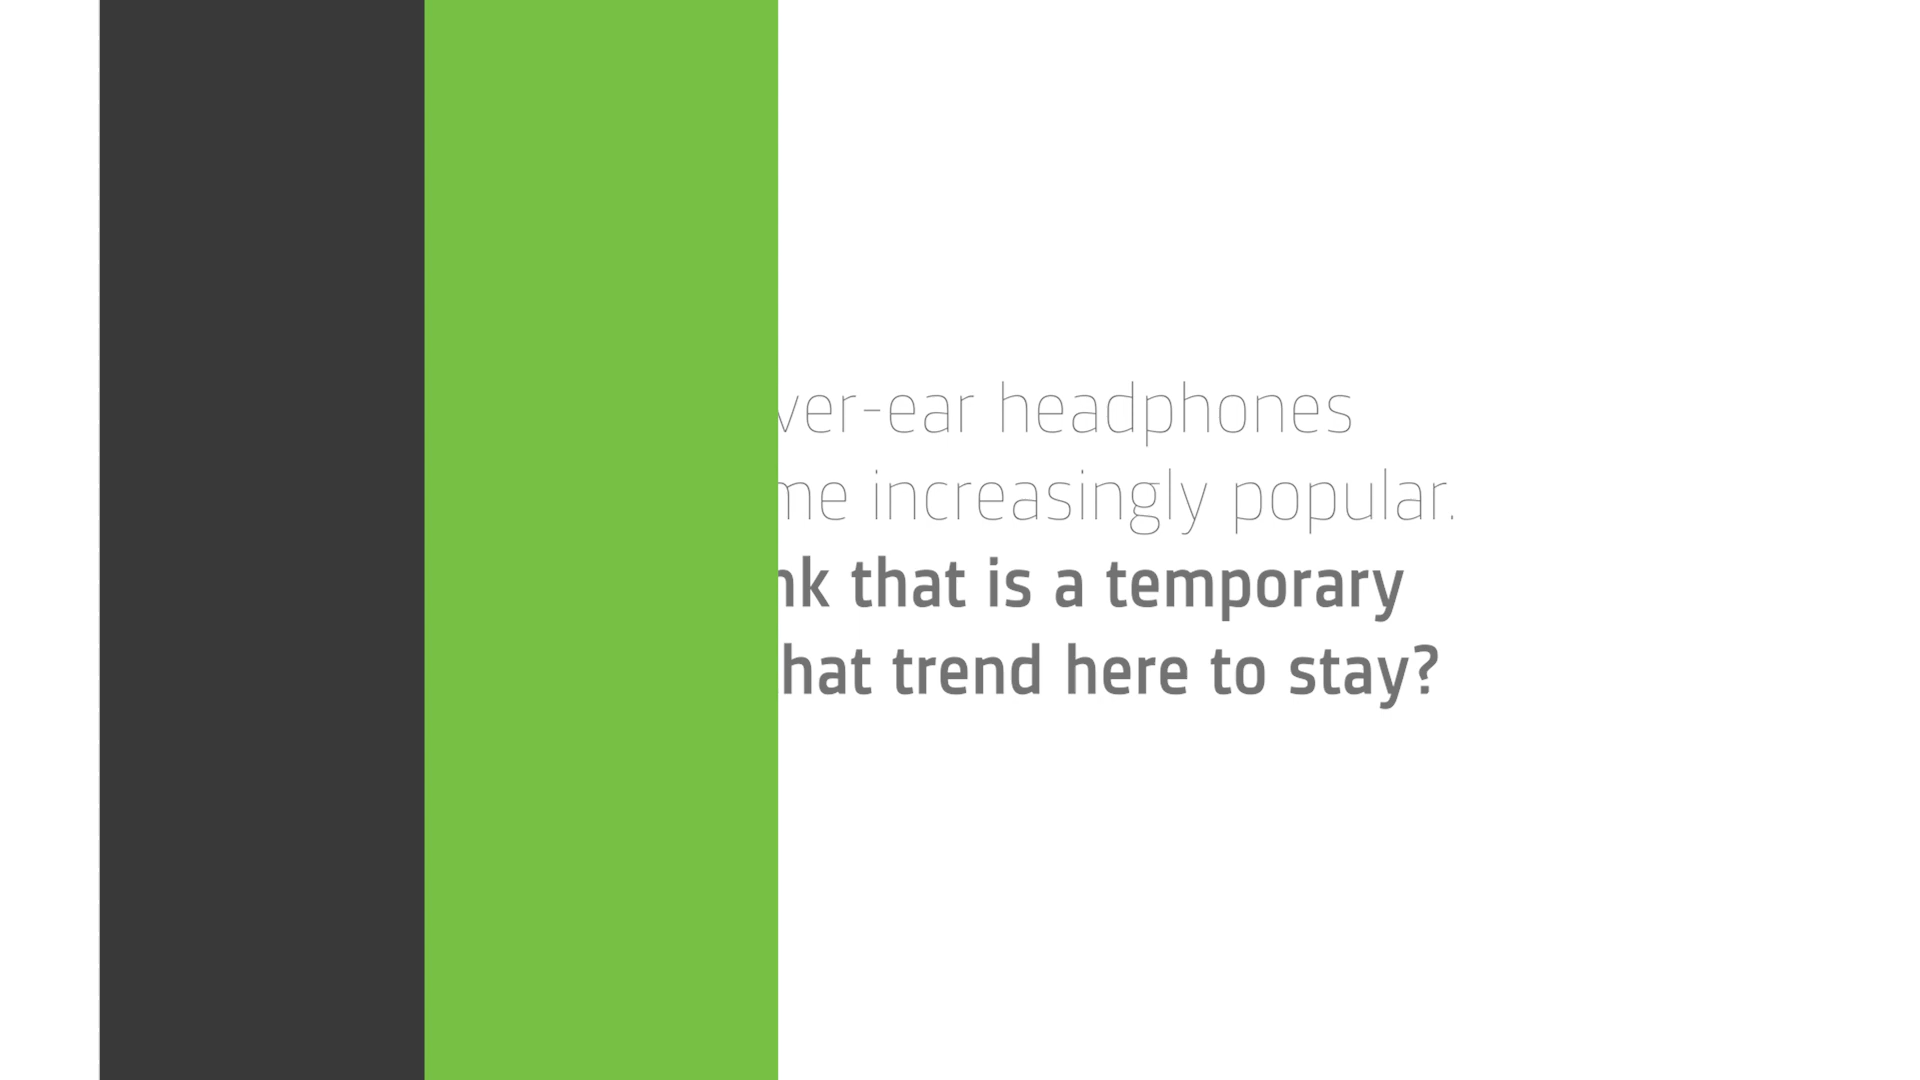 ver-ear headphones
me increasingly popular.
nk that is a temporary
hat trend here to stay?